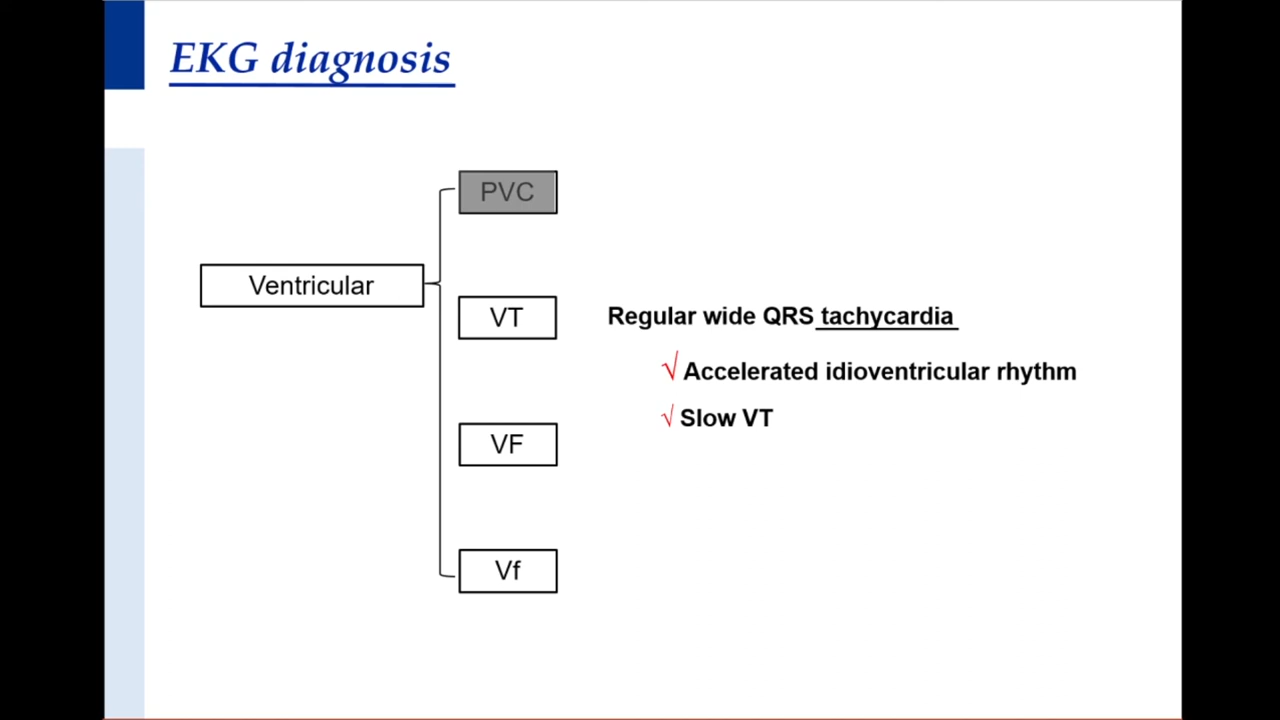 EKG diagnosis
PVC
Ventricular
VT
Regular wide QRS tachycardia
√ Accelerated idioventricular rhythm
√ Slow VT
VF
Vf